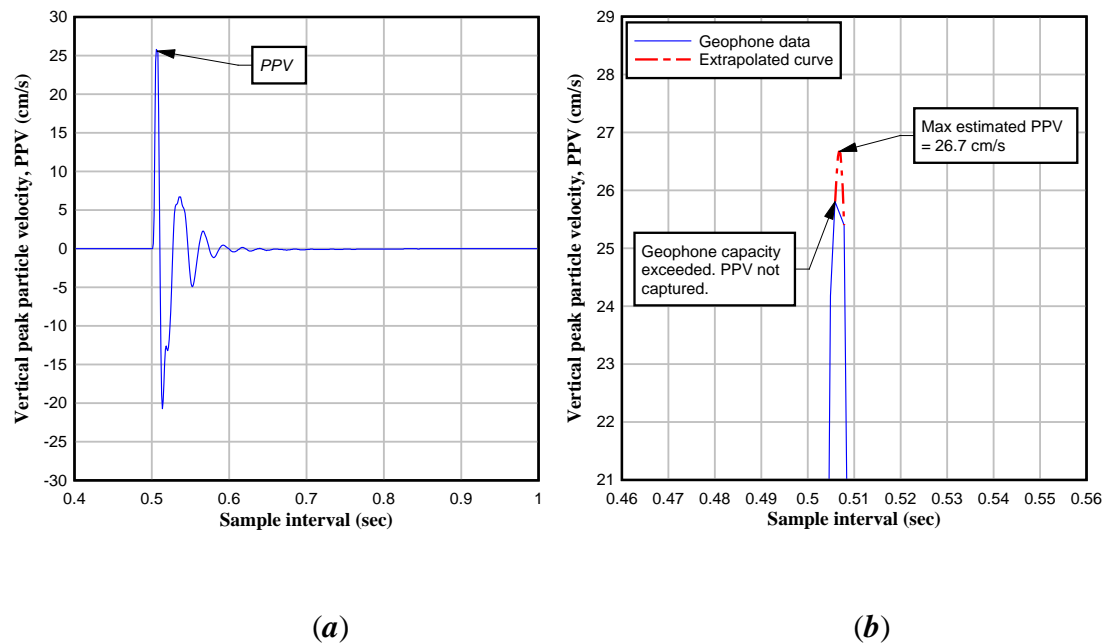 Vertical peak particle velocity, PPV (cm/s)
30
25
20
15
10
5
0
-5
-10
-15
-20
-25
-30
PPV
0.4 0.5 0.6 0.7 0.8 0.9 1
Sample interval (sec)
(a)
Vertical peak particle velocity, PPV (cm/s)
29
28
27
26
25
24
23
22
21
Geophone data
Extrapolated curve
Max estimated PPV
= 26.7 cm/s
Geophone capacity
exceeded. PPV not
captured.
0.46 0.47 0.48 0.49 0.5 0.51 0.52 0.53 0.54 0.55 0.56
Sample interval (sec)
(b)